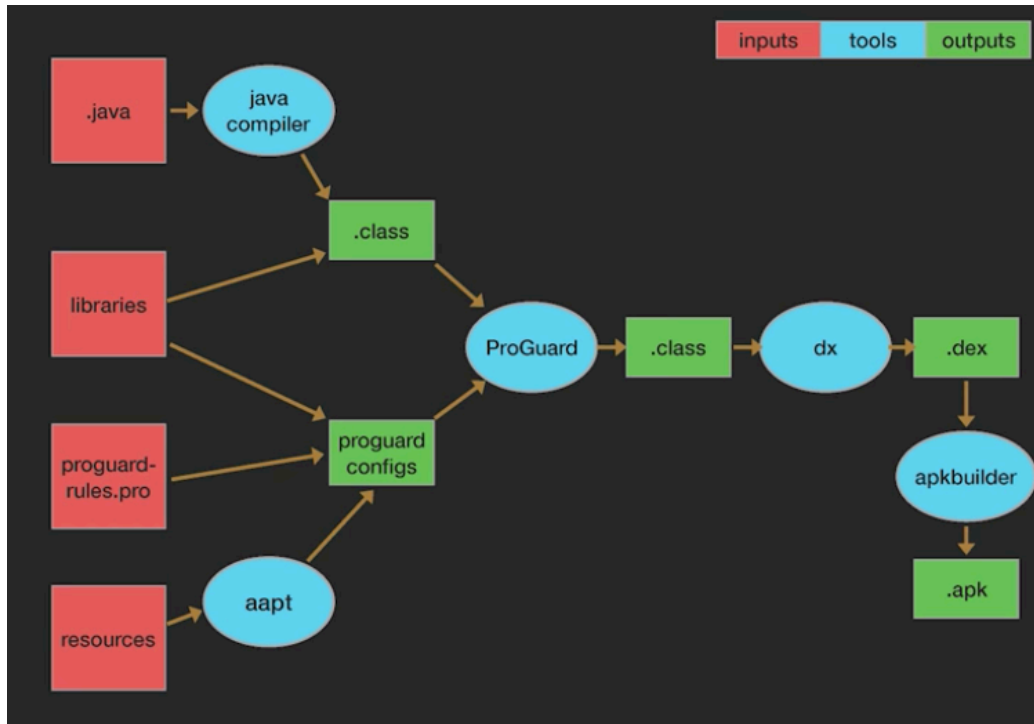 inputs
tools
outputs
.java
java
compiler
.class
libraries
ProGuard
.class
dx
.dex
proguard-
rules.pro
proguard
configs
apkbuilder
resources
aapt
.apk